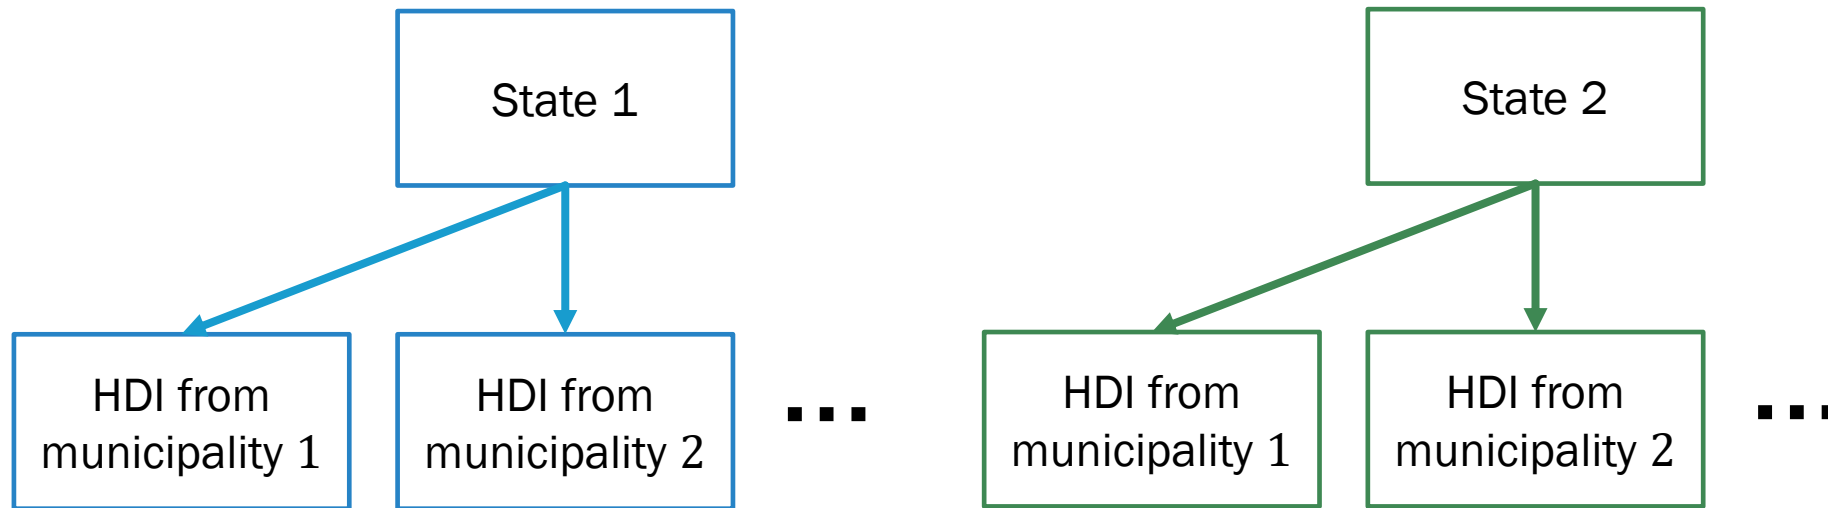 State 1
State 2
HDI from
municipality 1
HDI from
municipality 2
...
HDI from
municipality 1
HDI from
municipality 2
...